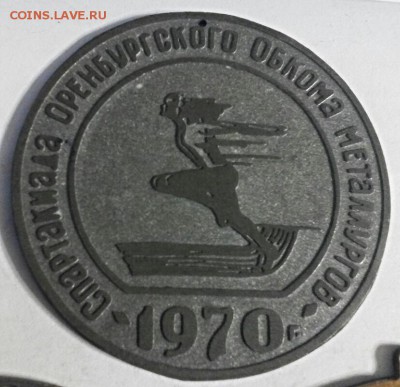 COINS.LAVE.RU
СПАРТАКИАДА ОРЕНБУРГСКОГО ОБКОМА МЕТАЛЛУРГОВ
1970 г.